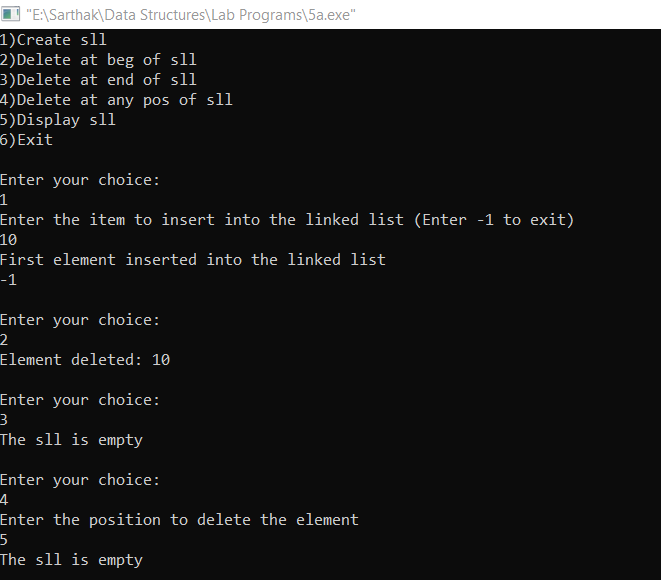 "E:\Sarthak\Data Structures\Lab Programs\5a.exe"
1)Create sll
2)Delete at beg of sll
3)Delete at end of sll
4)Delete at any pos of sll
5)Display sll
6)Exit
Enter your choice:
1
Enter the item to insert into the linked list (Enter -1 to exit)
10
First element inserted into the linked list
-1
Enter your choice:
2
Element deleted: 10
Enter your choice:
3
The sll is empty
Enter your choice:
4
Enter the position to delete the element
5
The sll is empty